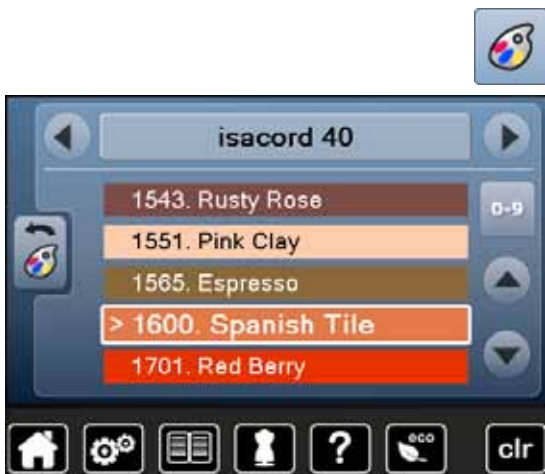 isacord 40
1543. Rusty Rose
0-9
1551. Pink Clay
1565. Espresso
> 1600. Spanish Tile
1701. Red Berry
?
eco
clr